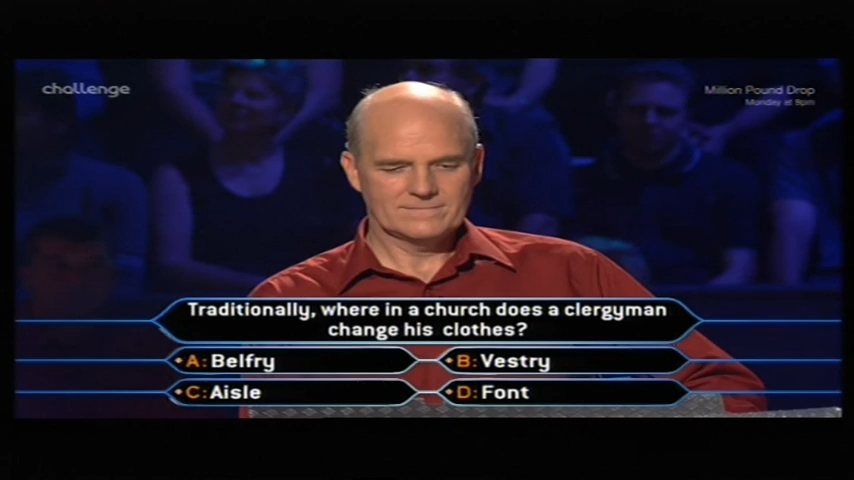 challenge
Million Pound Drop
Monday at 9pm
Traditionally, where in a church does a clergyman
change his clothes?
A: Belfry
B: Vestry
C: Aisle
D: Font